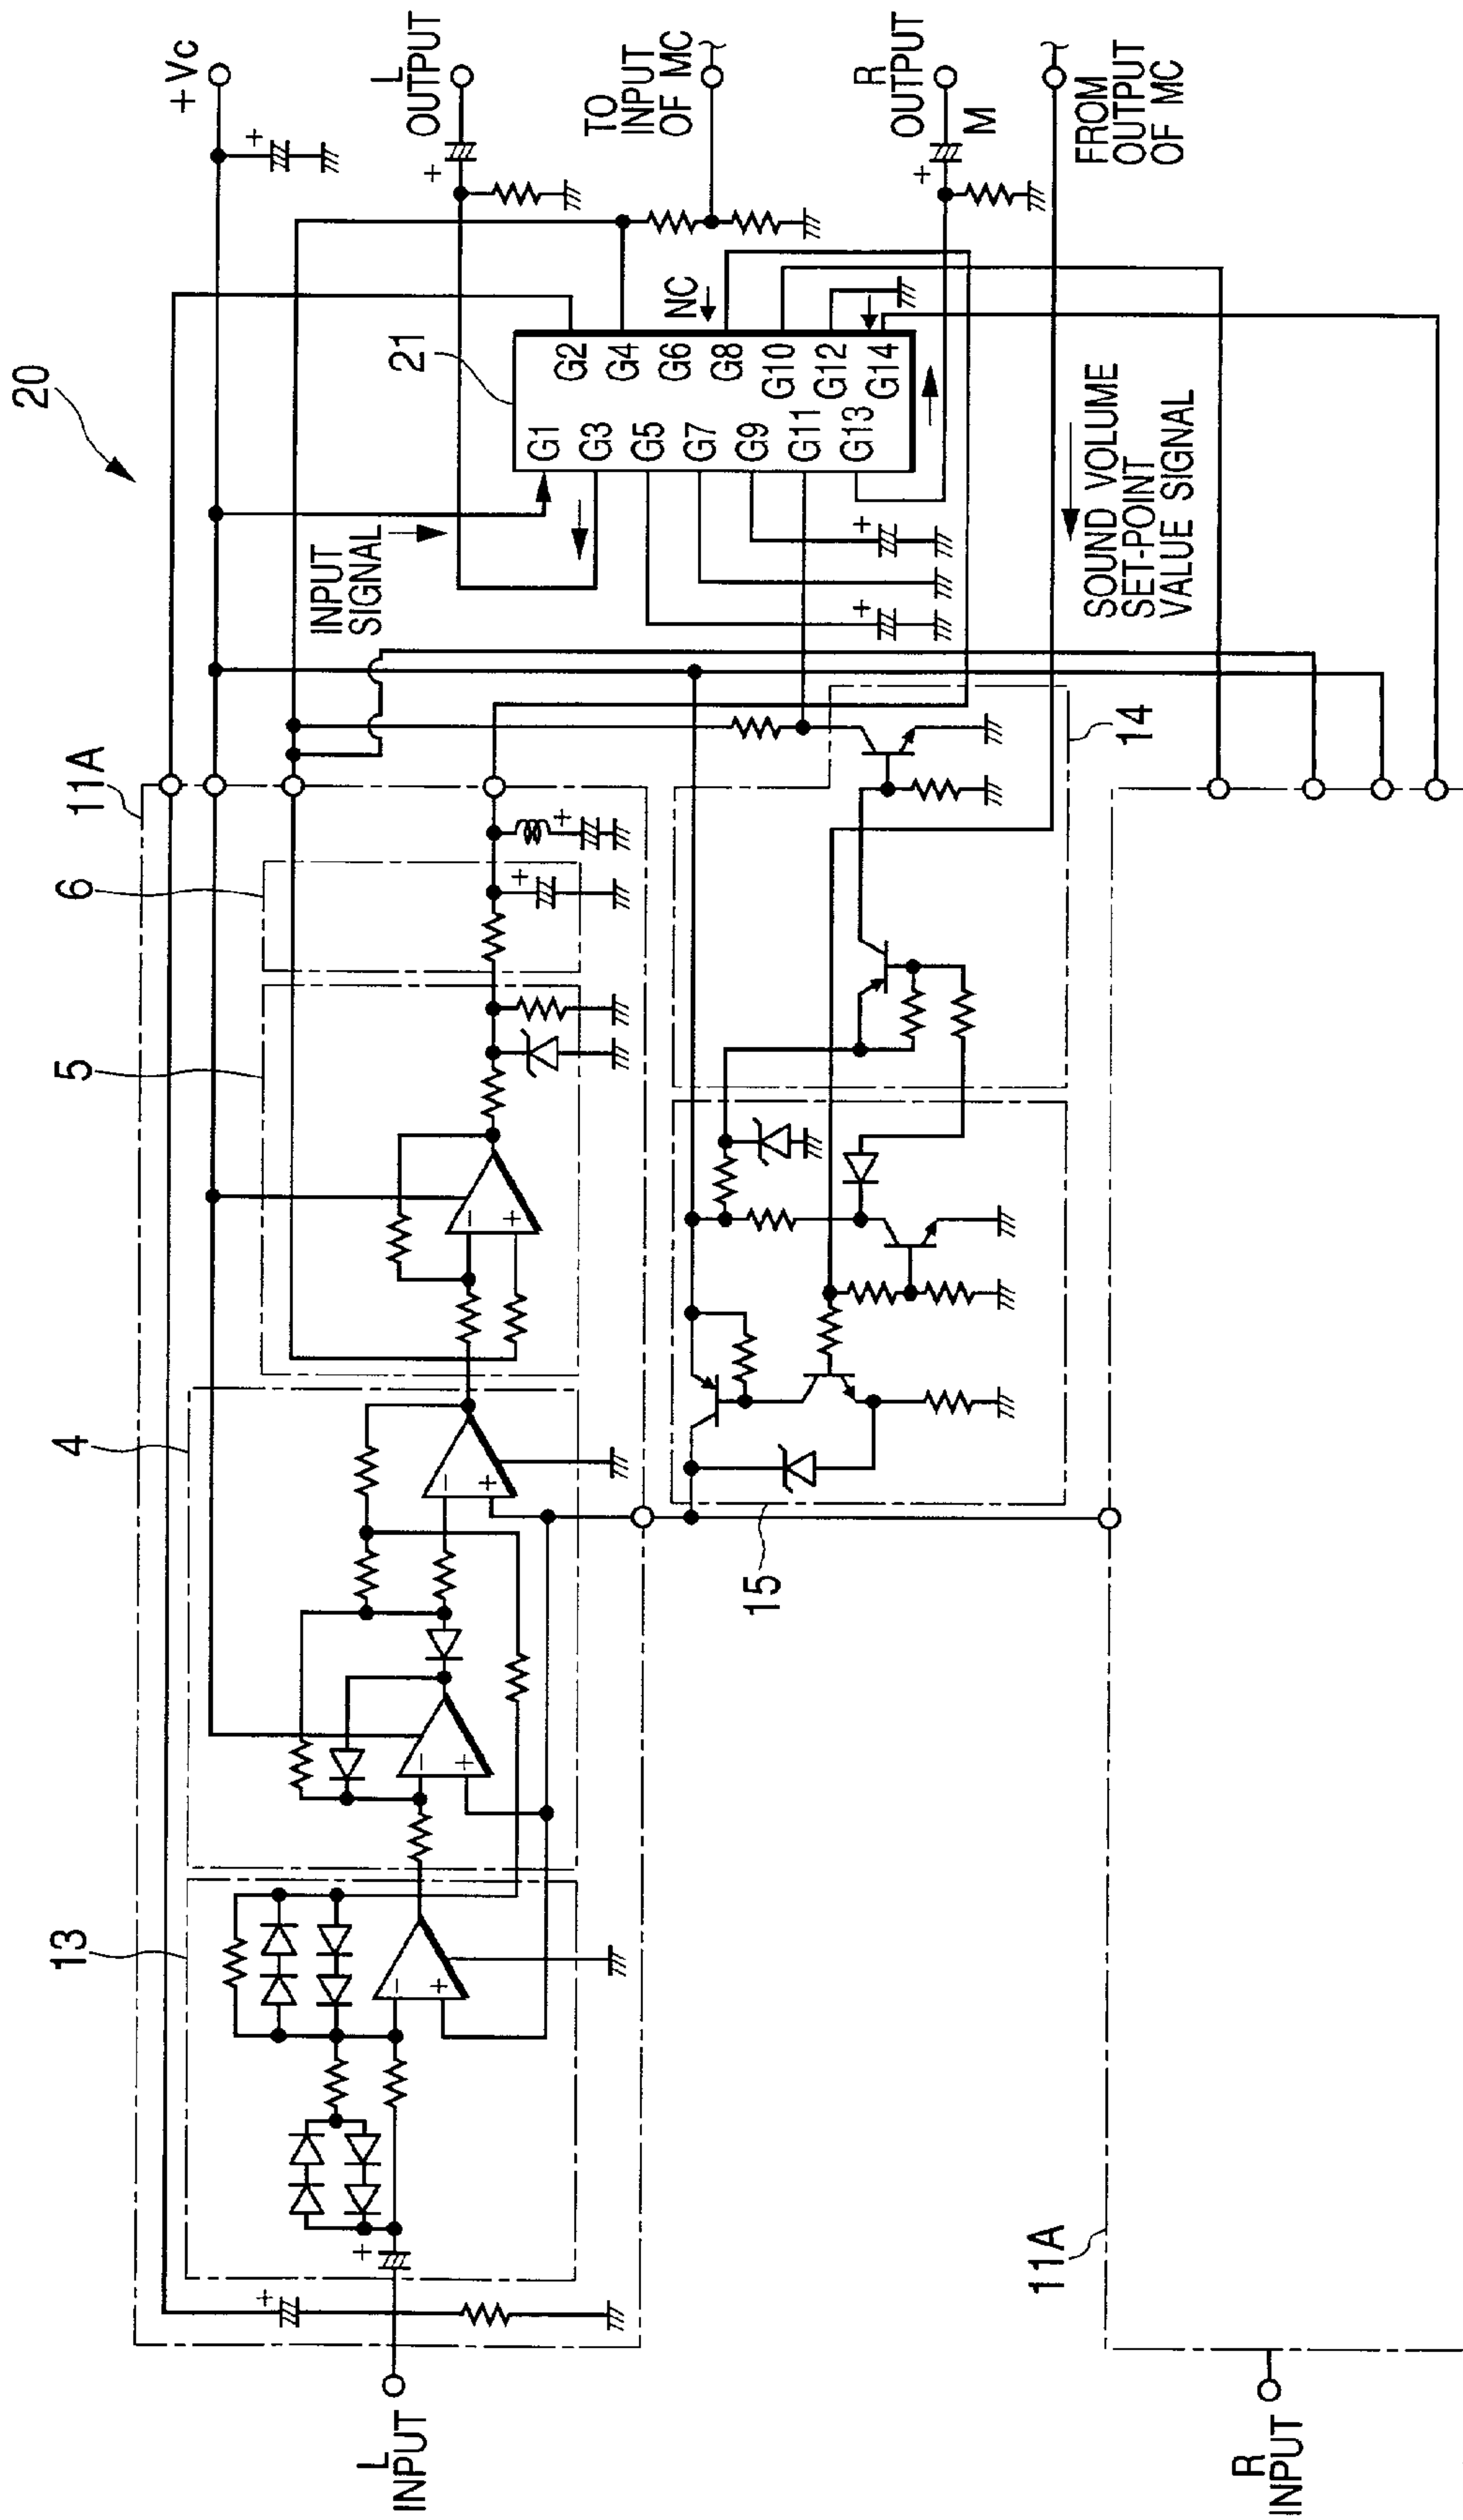 20
+ Vc
L
OUTPUT
TO
INPUT
OF MC
R
OUTPUT
M
FROM
OUTPUT
OF MC
21
NC
G1
G2
G3
G4
G5
G6
G7
G8
G9
G10
G11
G12
G13
G14
INPUT
SIGNAL
SOUND VOLUME
SET-POINT
VALUE SIGNAL
11A
6
5
4
13
14
15
11A
L
INPUT
R
INPUT